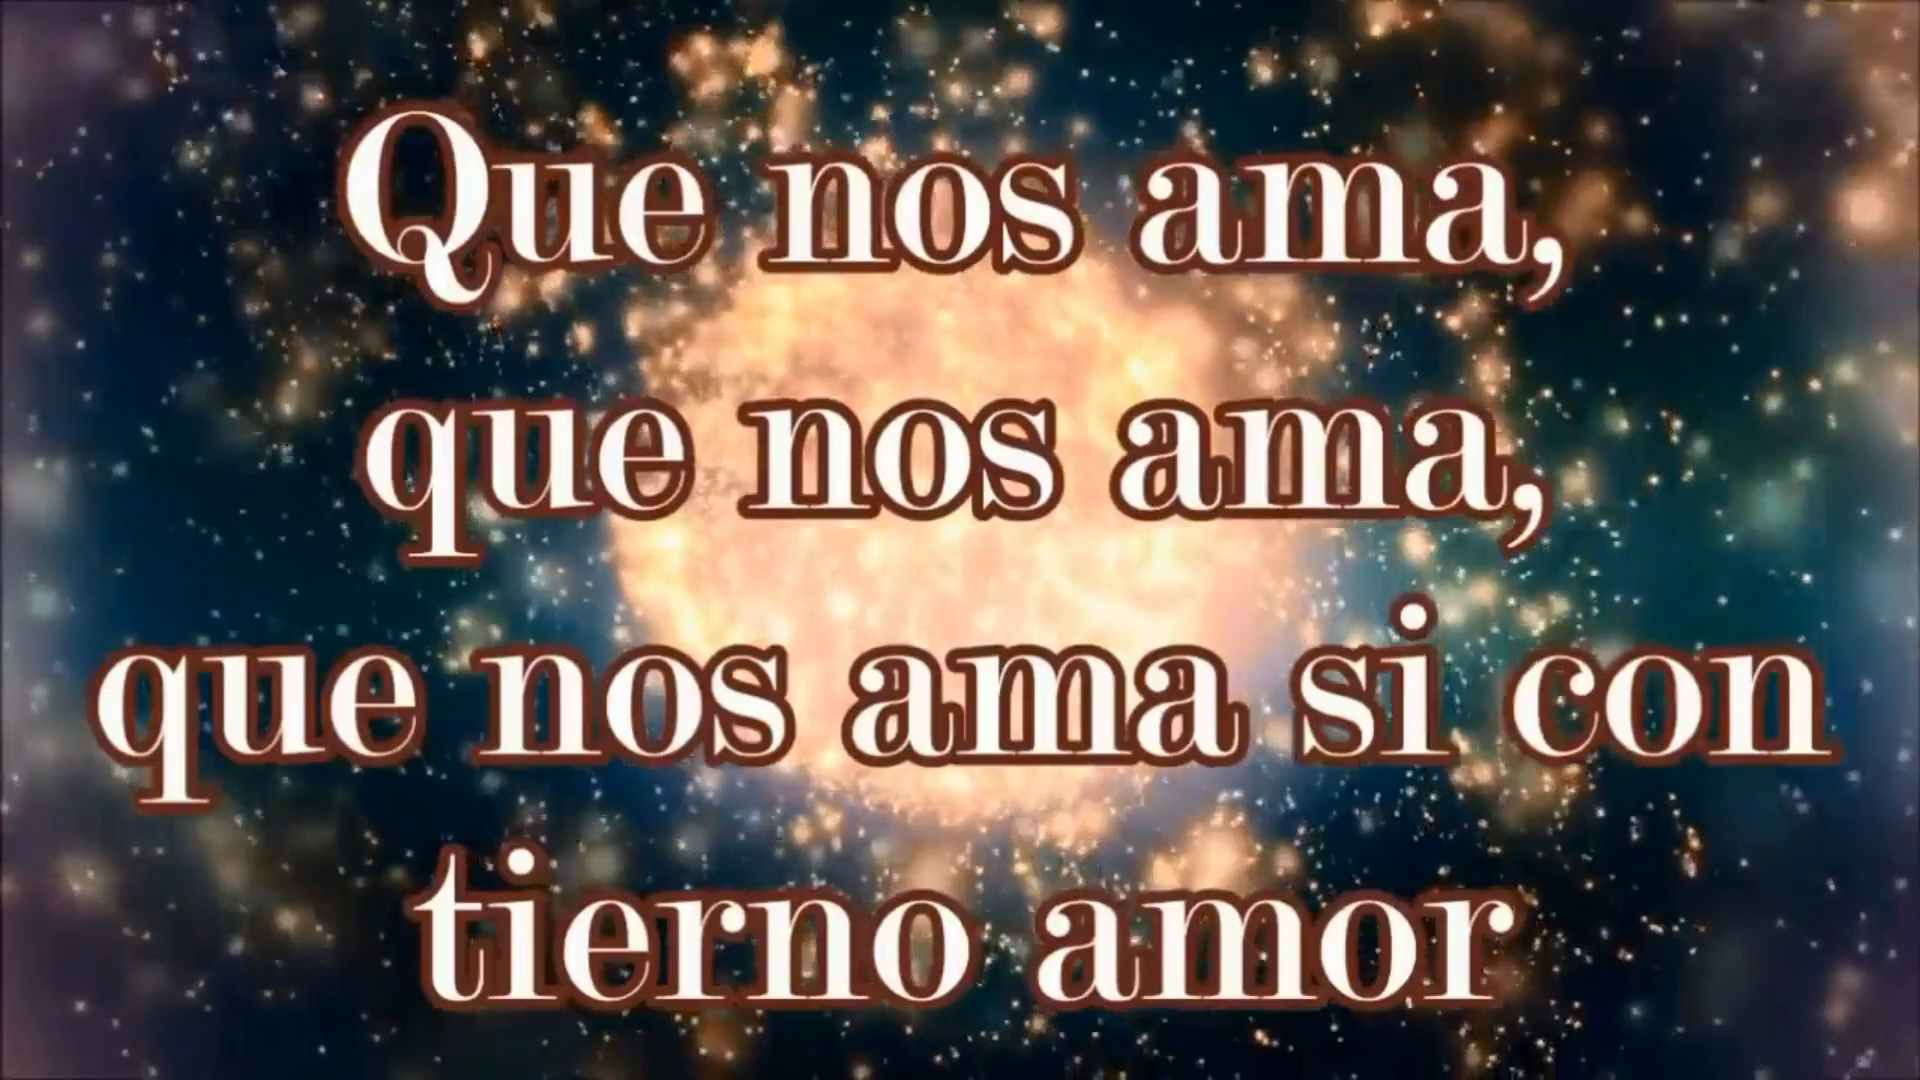 Que nos ama,
que nos ama,
que nos ama si con
tierno amor